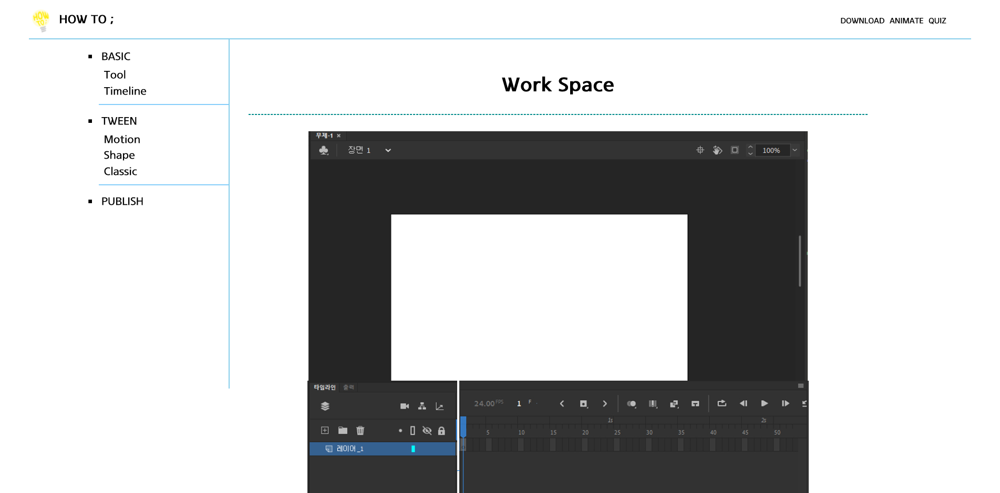 HOW TO ;
DOWNLOAD ANIMATE QUIZ
BASIC
Tool
Timeline
TWEEN
Motion
Shape
Classic
PUBLISH
Work Space
무제-1 ×
장면 1
100%
타임라인 출력
24.00 FPS 1 F
1s 2s
5 10 15 20 25 30 35 40 45 50
레이어_1